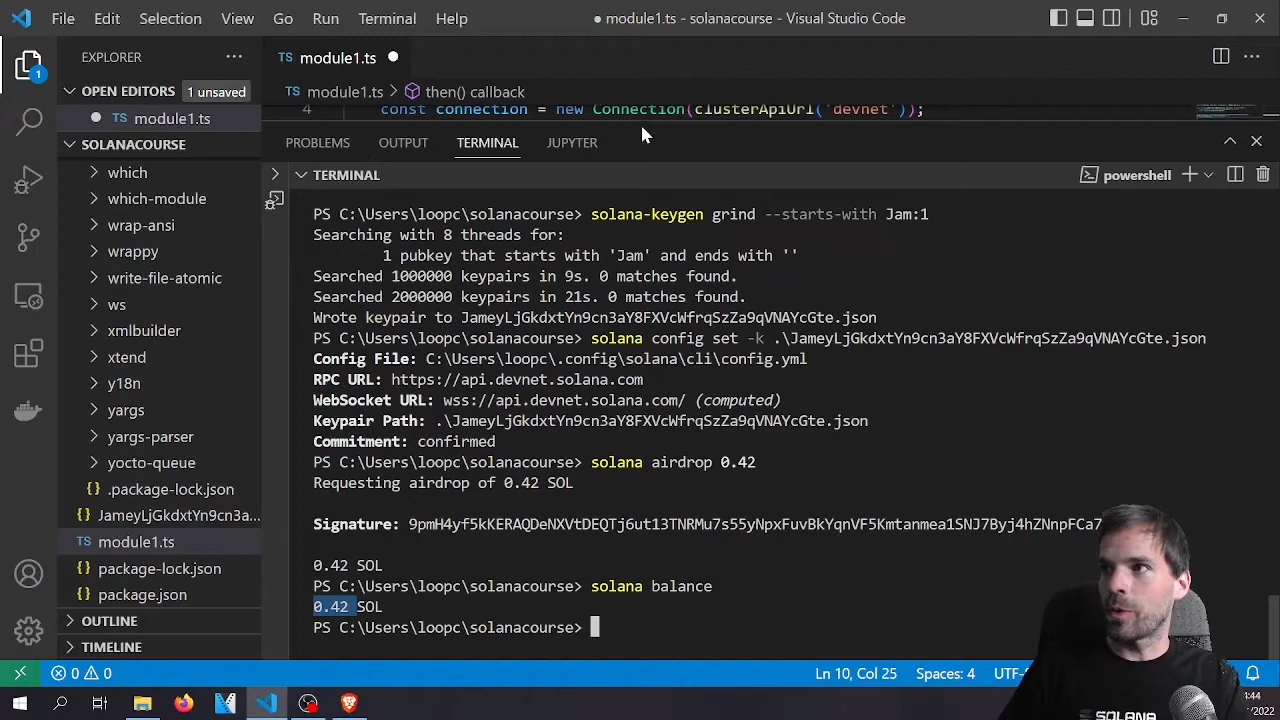 File Edit Selection View Go Run Terminal Help
● module1.ts - solanacourse - Visual Studio Code
EXPLORER
OPEN EDITORS 1 unsaved
TS module1.ts
SOLANACOURSE
which
which-module
wrap-ansi
wrappy
write-file-atomic
ws
xmlbuilder
xtend
y18n
yargs
yargs-parser
yocto-queue
{} .package-lock.json
{} JameyLjGkdxtYn9cn3a...
TS module1.ts
{} package-lock.json
{} package.json
OUTLINE
TIMELINE
1
TS module1.ts
TS module1.ts > then() callback
4 const connection = new Connection(clusterApiUrl('devnet'));
PROBLEMS OUTPUT TERMINAL JUPYTER
TERMINAL
powershell
PS C:\Users\loopc\solanacourse> solana-keygen grind --starts-with Jam:1
Searching with 8 threads for:
1 pubkey that starts with 'Jam' and ends with ''
Searched 1000000 keypairs in 9s. 0 matches found.
Searched 2000000 keypairs in 21s. 0 matches found.
Wrote keypair to JameyLjGkdxtYn9cn3aY8FXVcWfrqSzZa9qVNAYcGte.json
PS C:\Users\loopc\solanacourse> solana config set -k .\JameyLjGkdxtYn9cn3aY8FXVcWfrqSzZa9qVNAYcGte.json
Config File: C:\Users\loopc\.config\solana\cli\config.yml
RPC URL: https://api.devnet.solana.com
WebSocket URL: wss://api.devnet.solana.com/ (computed)
Keypair Path: .\JameyLjGkdxtYn9cn3aY8FXVcWfrqSzZa9qVNAYcGte.json
Commitment: confirmed
PS C:\Users\loopc\solanacourse> solana airdrop 0.42
Requesting airdrop of 0.42 SOL
Signature: 9pmH4yf5kKERAQDeNXVtDEQTj6ut13TNRMu7s55yNpxFuvBkYqnVF5Kmtanmea1SNJ7Byj4hZNnpFCa7
0.42 SOL
PS C:\Users\loopc\solanacourse> solana balance
0.42 SOL
PS C:\Users\loopc\solanacourse>
0 0
Ln 10, Col 25 Spaces: 4 UTF-
SOLANA
:44
2022